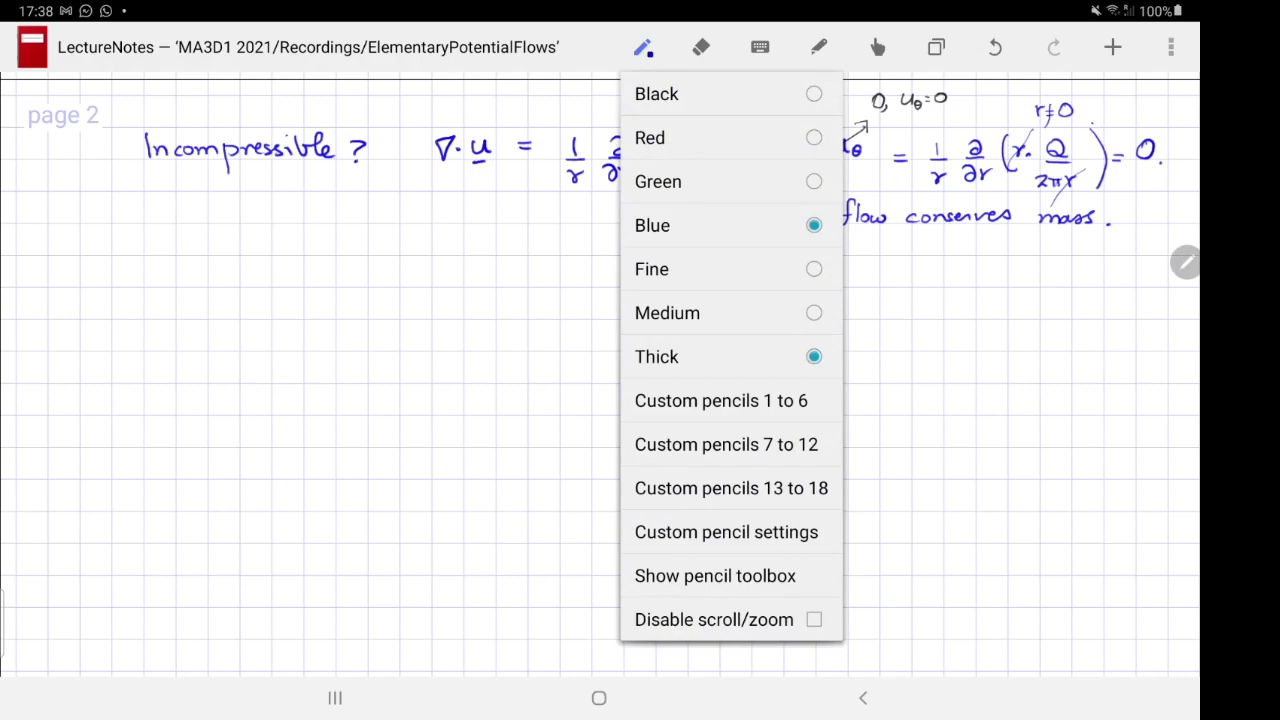 17:38 100%
LectureNotes — ‘MA3D1 2021/Recordings/ElementaryPotentialFlows’
page 2
Incompressible ? ∇·u = 1/r ∂ uθ = 1/r ∂/∂r (r· Q/2πr) = 0.
0, uθ=0
r≠0
flow conserves mass.
Black
Red
Green
Blue
Fine
Medium
Thick
Custom pencils 1 to 6
Custom pencils 7 to 12
Custom pencils 13 to 18
Custom pencil settings
Show pencil toolbox
Disable scroll/zoom